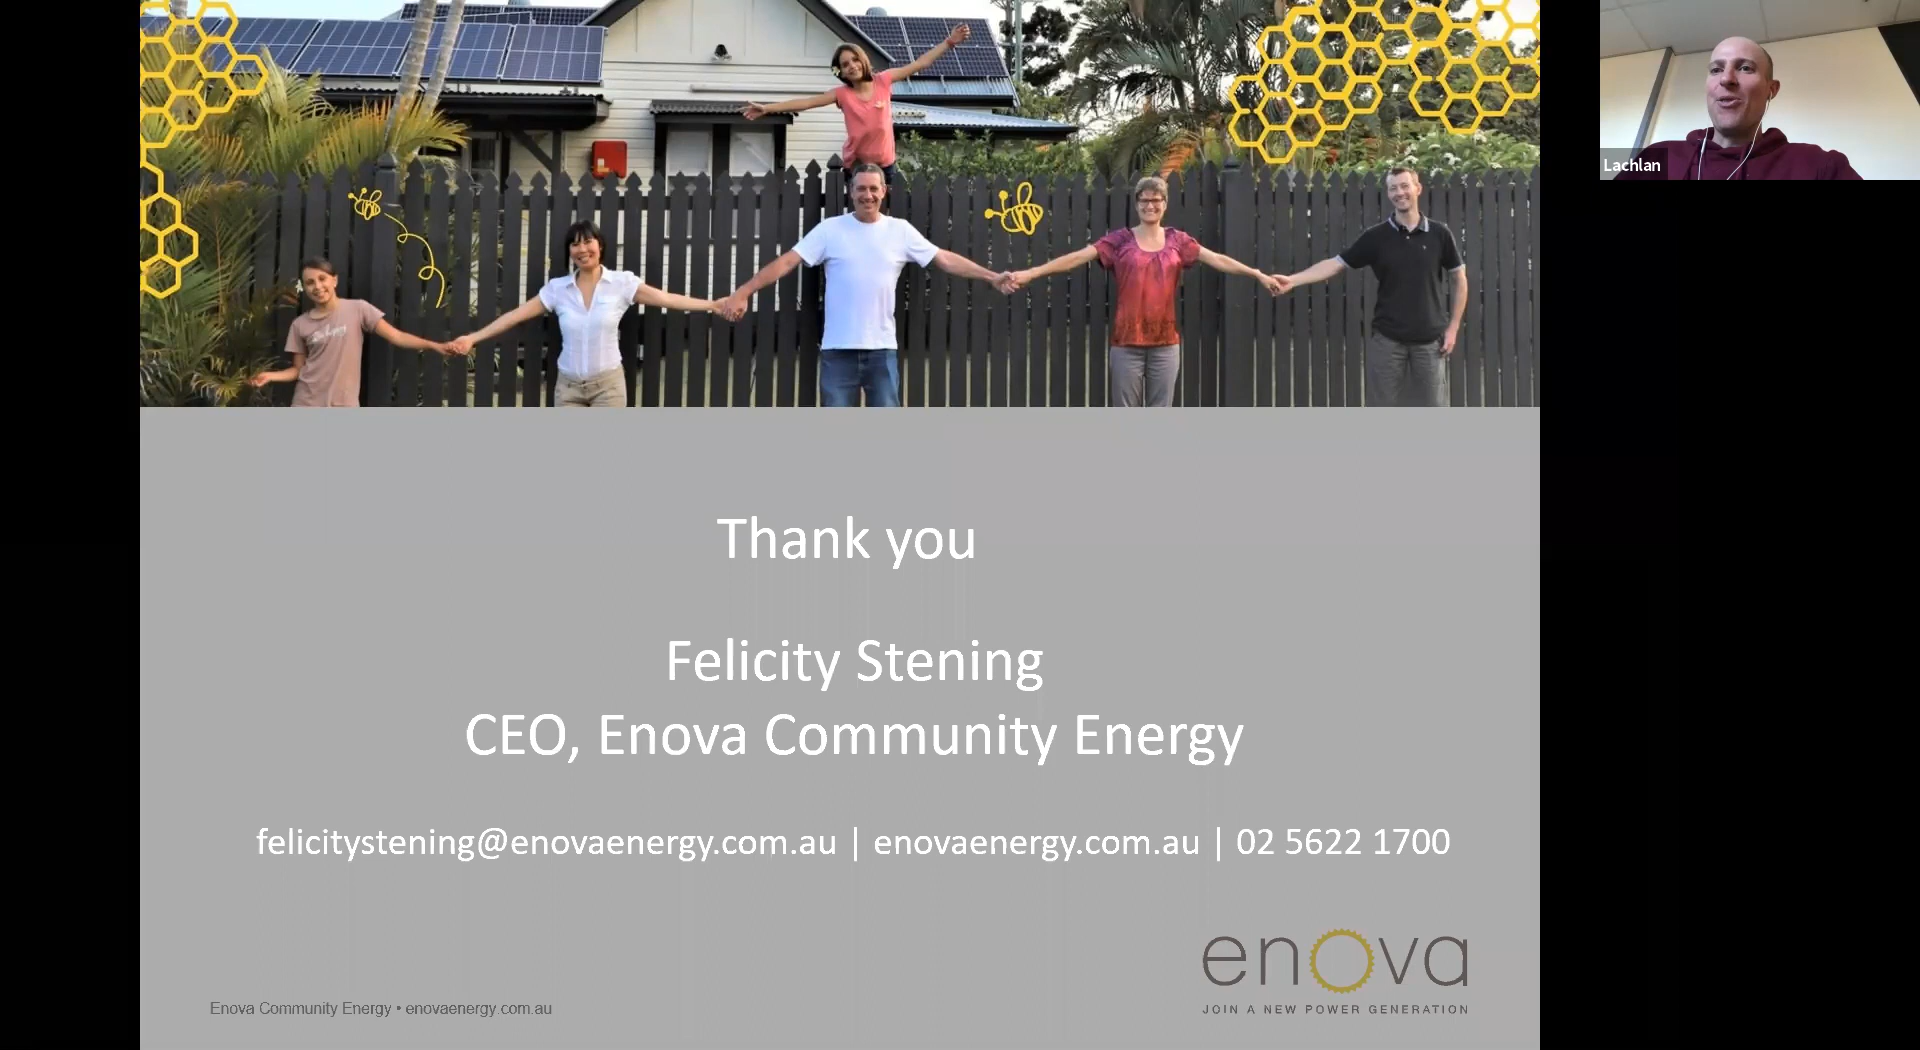 Lachlan
Thank you
Felicity Stening
CEO, Enova Community Energy
felicitystening@enovaenergy.com.au | enovaenergy.com.au | 02 5622 1700
enova
JOIN A NEW POWER GENERATION
Enova Community Energy • enovaenergy.com.au